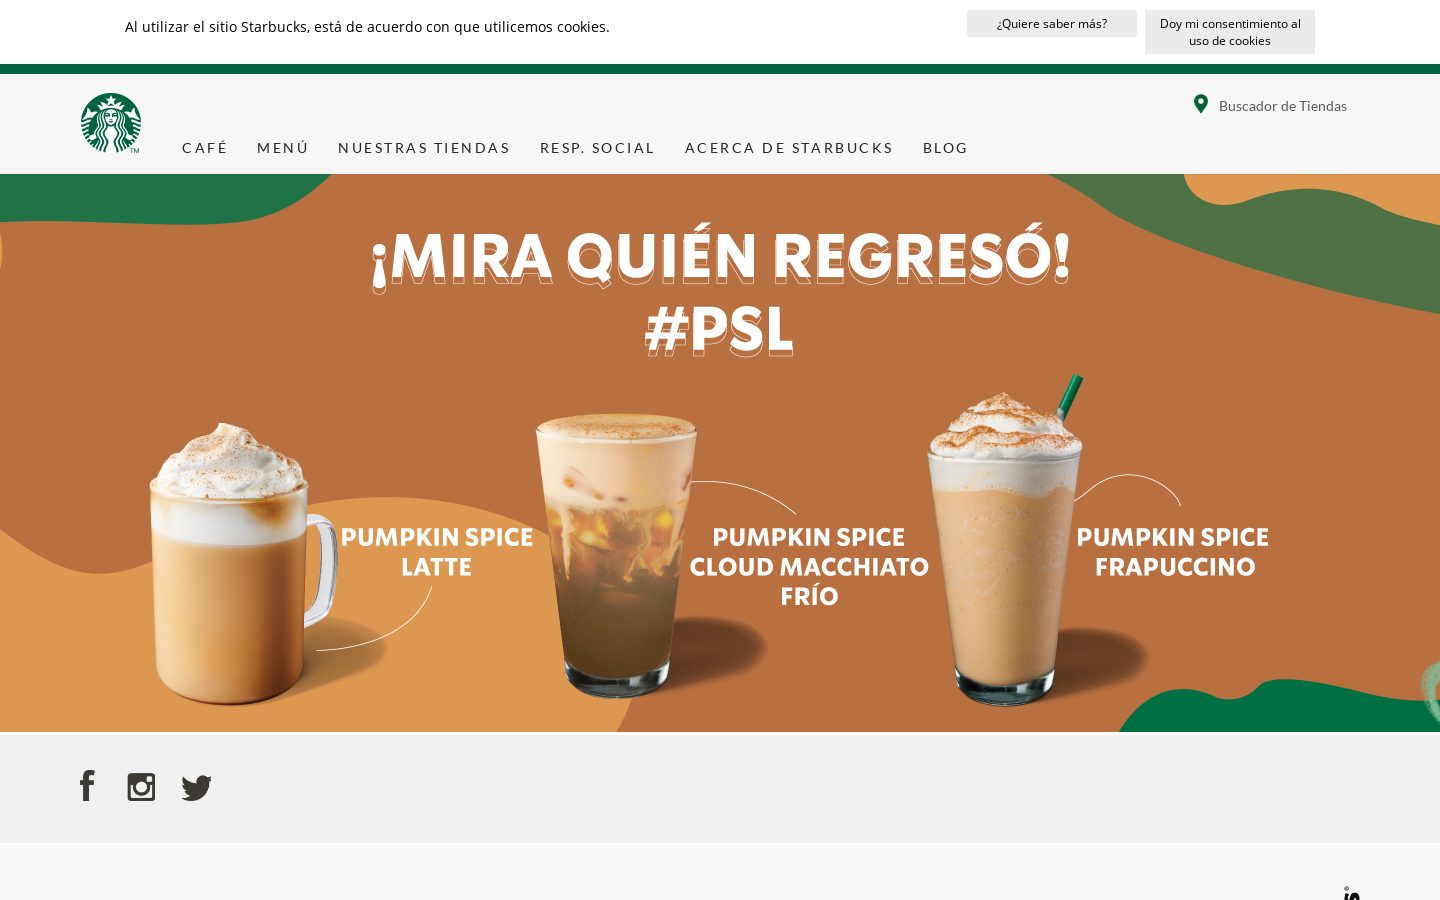 Al utilizar el sitio Starbucks, está de acuerdo con que utilicemos cookies.
¿Quiere saber más?
Doy mi consentimiento al
uso de cookies
Buscador de Tiendas
TM
CAFÉ
MENÚ
NUESTRAS TIENDAS
RESP. SOCIAL
ACERCA DE STARBUCKS
BLOG
¡MIRA QUIÉN REGRESÓ!
#PSL
PUMPKIN SPICE
LATTE
PUMPKIN SPICE
CLOUD MACCHIATO
FRÍO
PUMPKIN SPICE
FRAPUCCINO